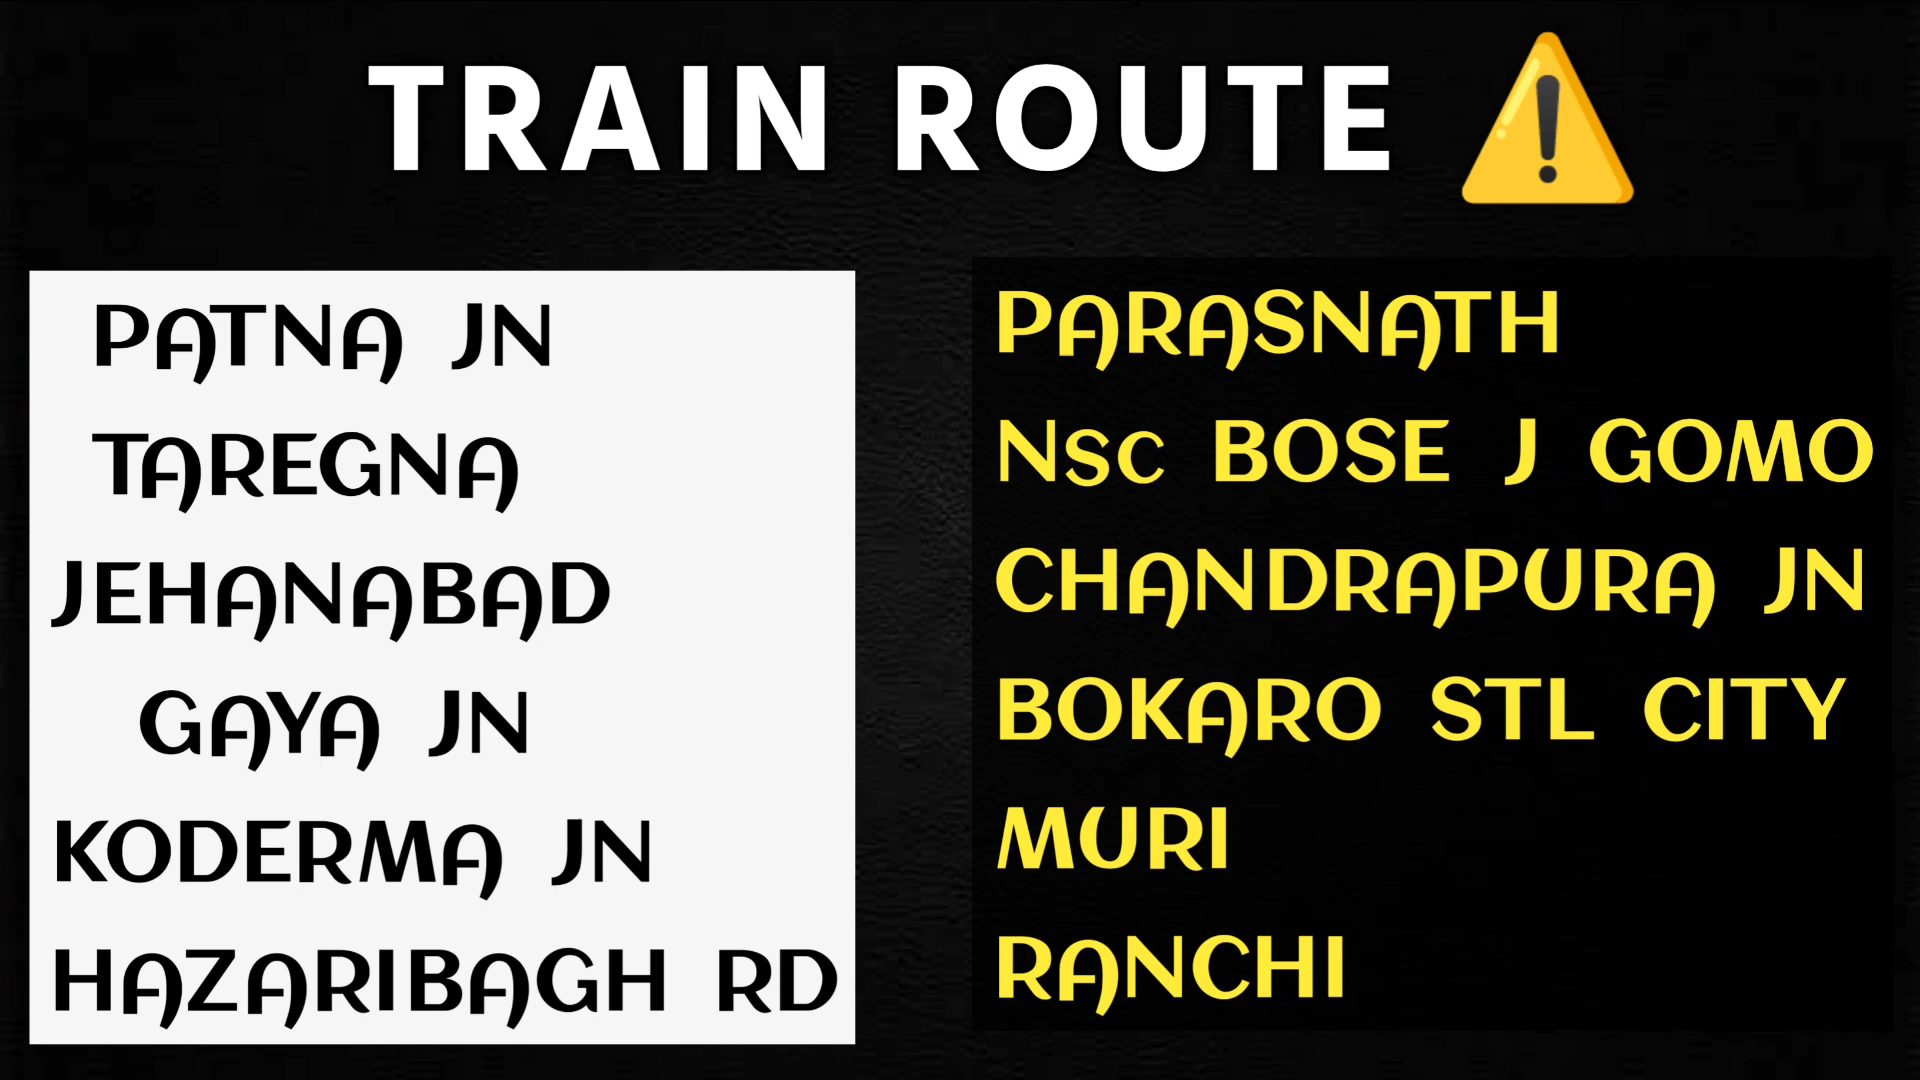 TRAIN ROUTE ⚠️
PATNA JN
TAREGNA
JEHANABAD
GAYA JN
KODERMA JN
HAZARIBAGH RD
PARASNATH
Nsc BOSE J GOMO
CHANDRAPURA JN
BOKARO STL CITY
MURI
RANCHI